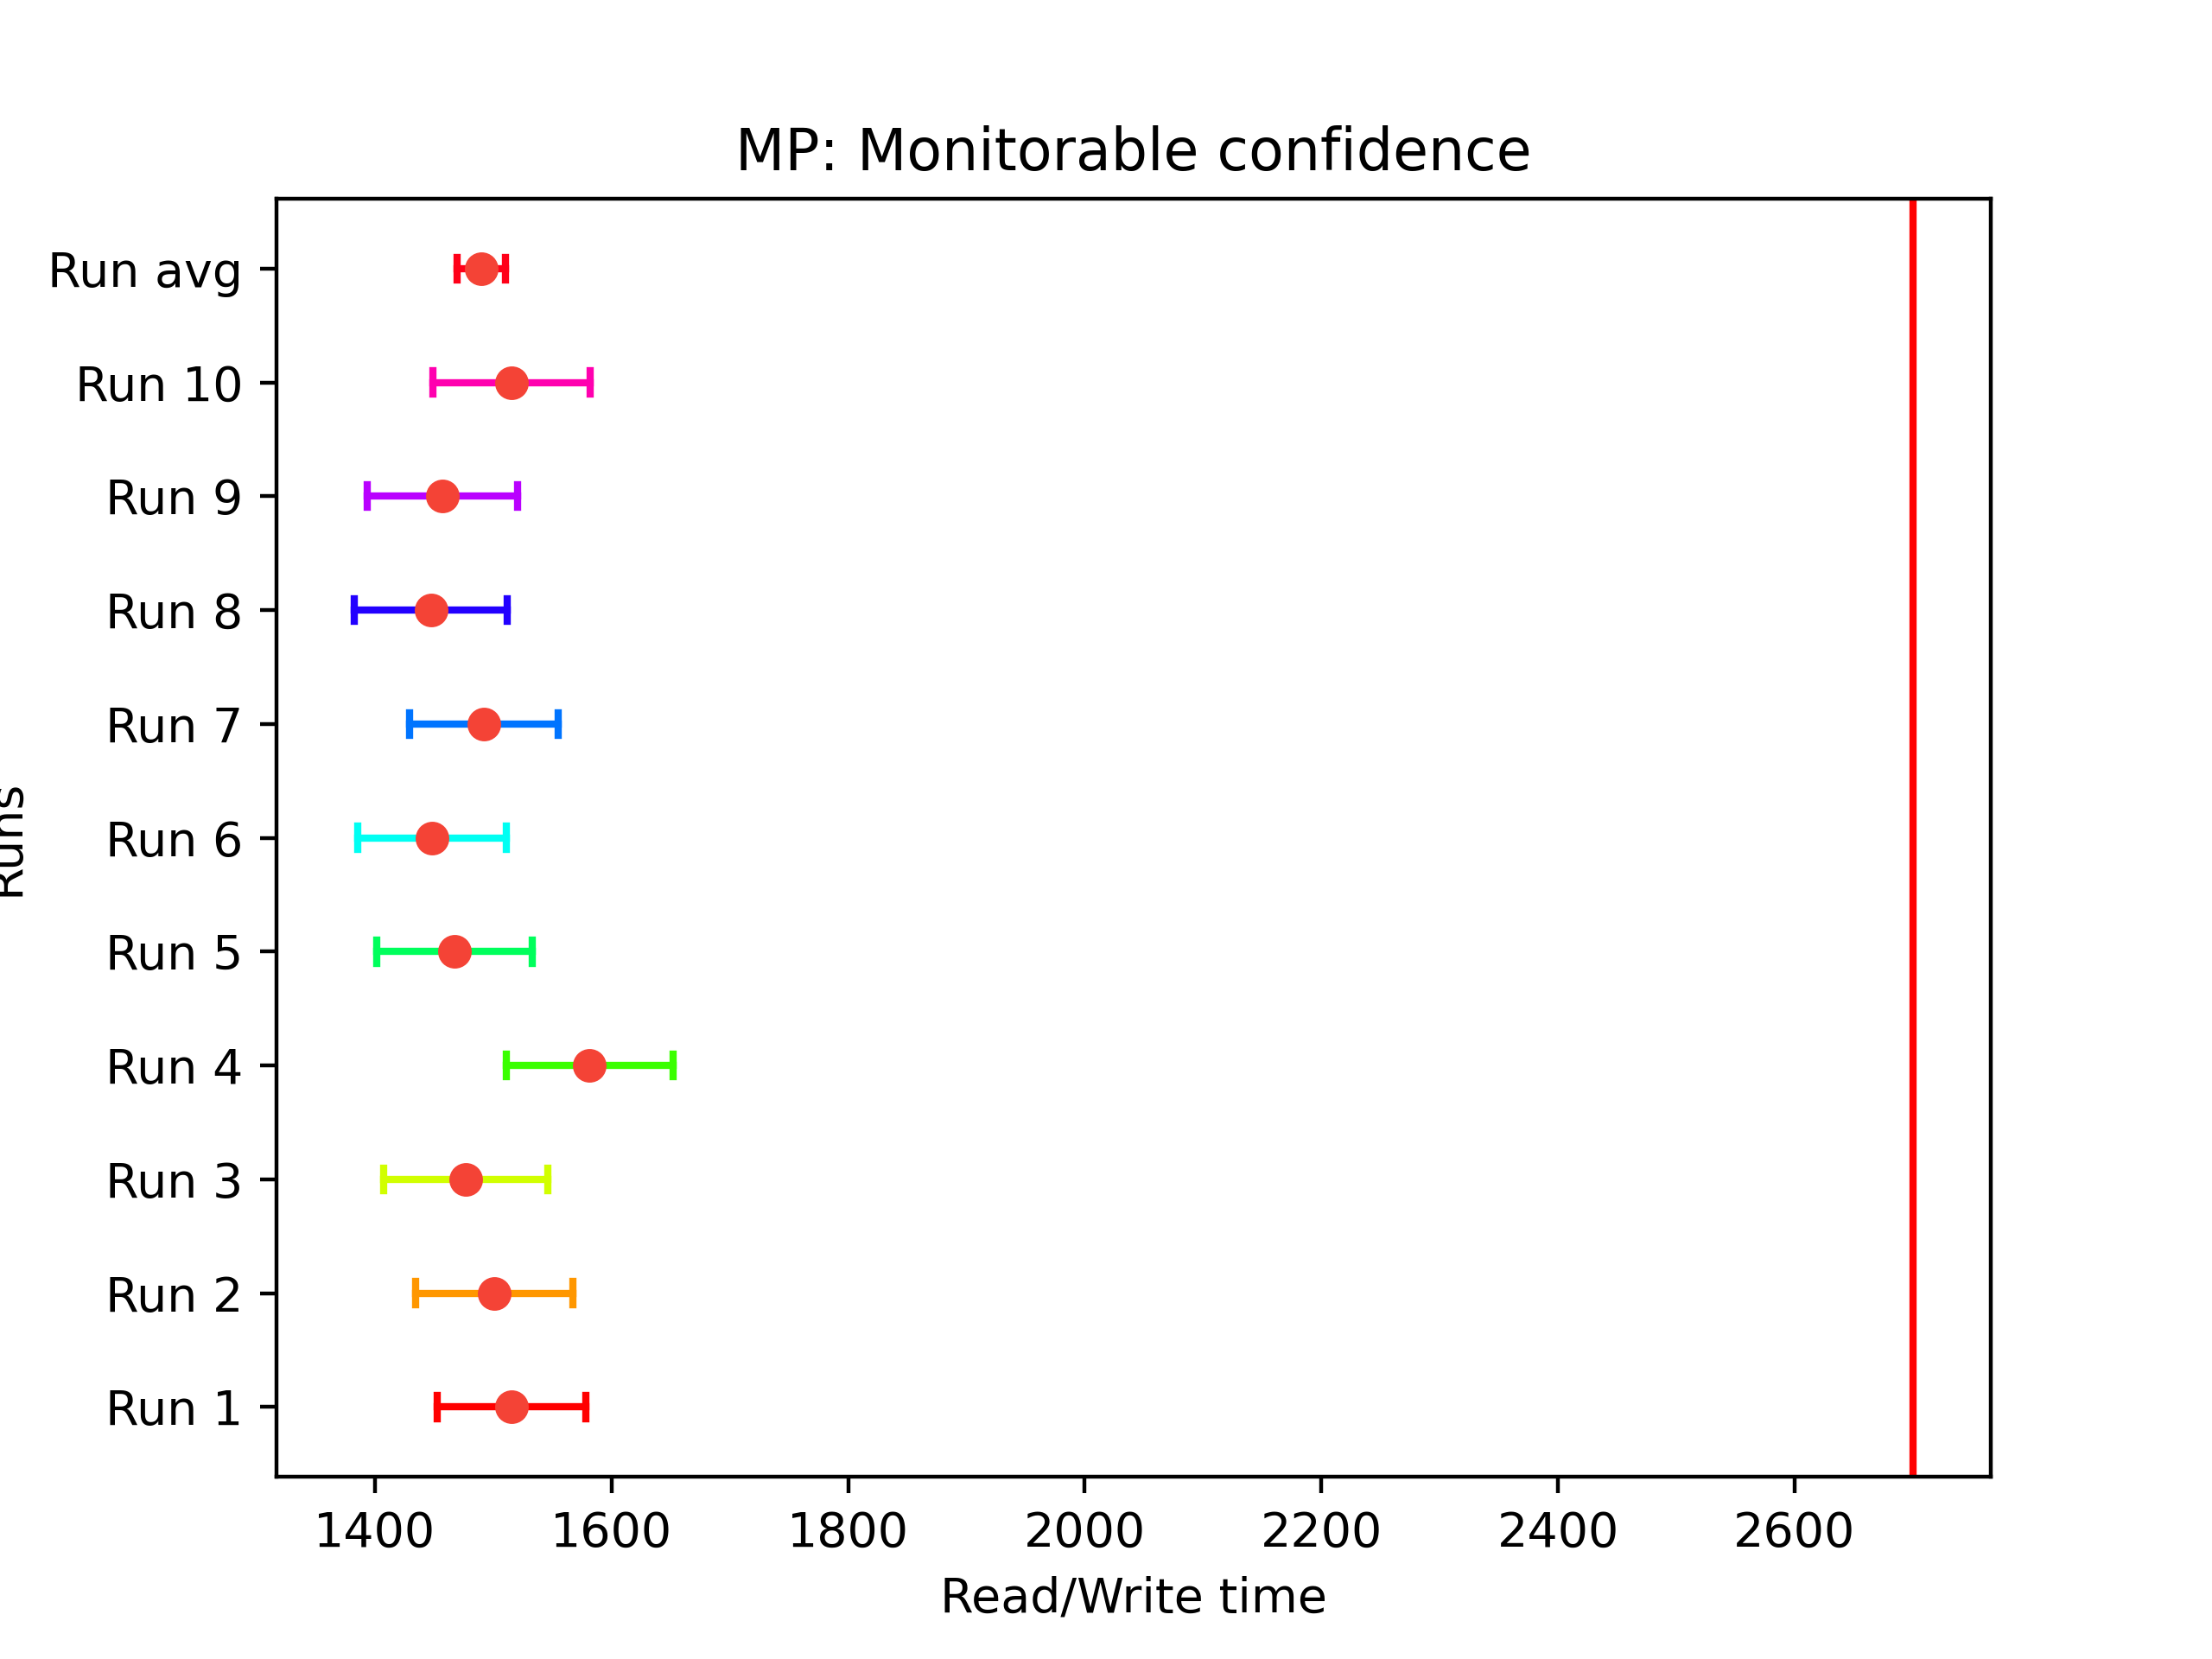 MP: Monitorable confidence
Run avg
Run 10
Run 9
Run 8
Run 7
Run 6
Run 5
Run 4
Run 3
Run 2
Run 1
Runs
1400 1600 1800 2000 2200 2400 2600
Read/Write time